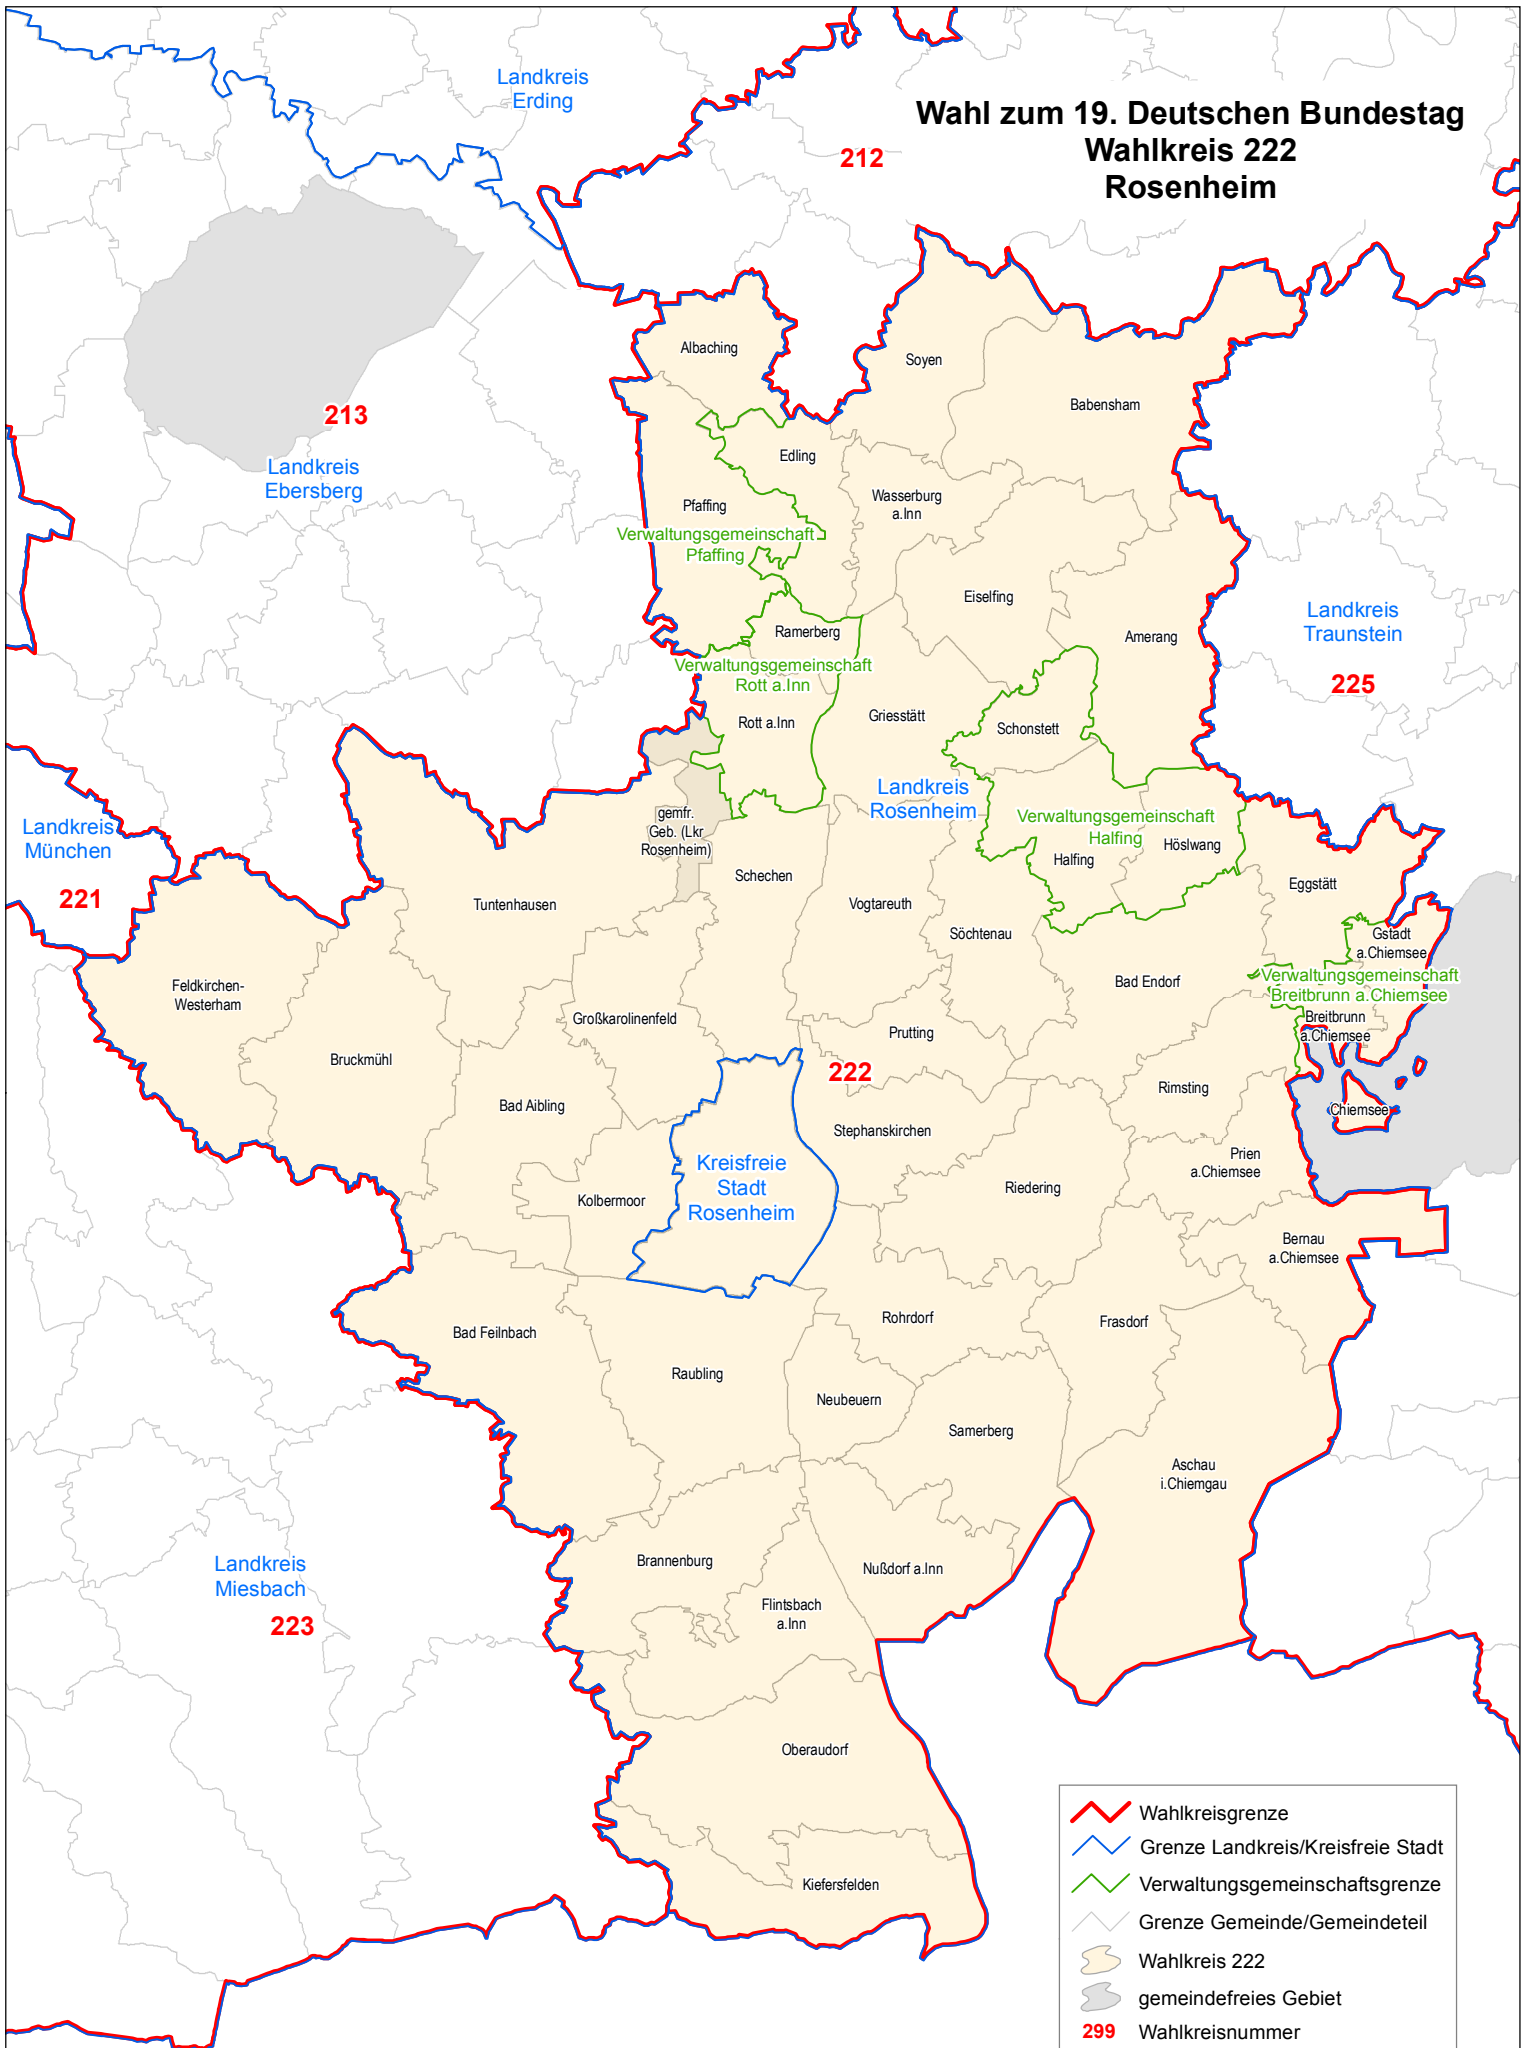 Wahl zum 19. Deutschen Bundestag
Wahlkreis 222
Rosenheim
Landkreis
Erding
212
213
Landkreis
Ebersberg
Albaching
Soyen
Babensham
Edling
Wasserburg
a.Inn
Pfaffing
Verwaltungsgemeinschaft
Pfaffing
Eiselfing
Amerang
Landkreis
Traunstein
225
Ramerberg
Verwaltungsgemeinschaft
Rott a.Inn
Rott a.Inn
Griesstätt
Schonstett
Landkreis
Rosenheim
Verwaltungsgemeinschaft
Halfing
Halfing
Höslwang
gemfr.
Geb. (Lkr
Rosenheim)
Landkreis
München
221
Tuntenhausen
Schechen
Vogtareuth
Söchtenau
Eggstätt
Gstadt
a.Chiemsee
Verwaltungsgemeinschaft
Breitbrunn a.Chiemsee
Breitbrunn
a.Chiemsee
Feldkirchen-
Westerham
Bad Endorf
Großkarolinenfeld
Prutting
Bruckmühl
222
Rimsting
Bad Aibling
Chiemsee
Stephanskirchen
Prien
a.Chiemsee
Kreisfreie
Stadt
Rosenheim
Kolbermoor
Riedering
Bernau
a.Chiemsee
Bad Feilnbach
Rohrdorf
Frasdorf
Raubling
Neubeuern
Samerberg
Aschau
i.Chiemgau
Landkreis
Miesbach
223
Brannenburg
Nußdorf a.Inn
Flintsbach
a.Inn
Oberaudorf
Kiefersfelden
Wahlkreisgrenze
Grenze Landkreis/Kreisfreie Stadt
Verwaltungsgemeinschaftsgrenze
Grenze Gemeinde/Gemeindeteil
Wahlkreis 222
gemeindefreies Gebiet
299 Wahlkreisnummer